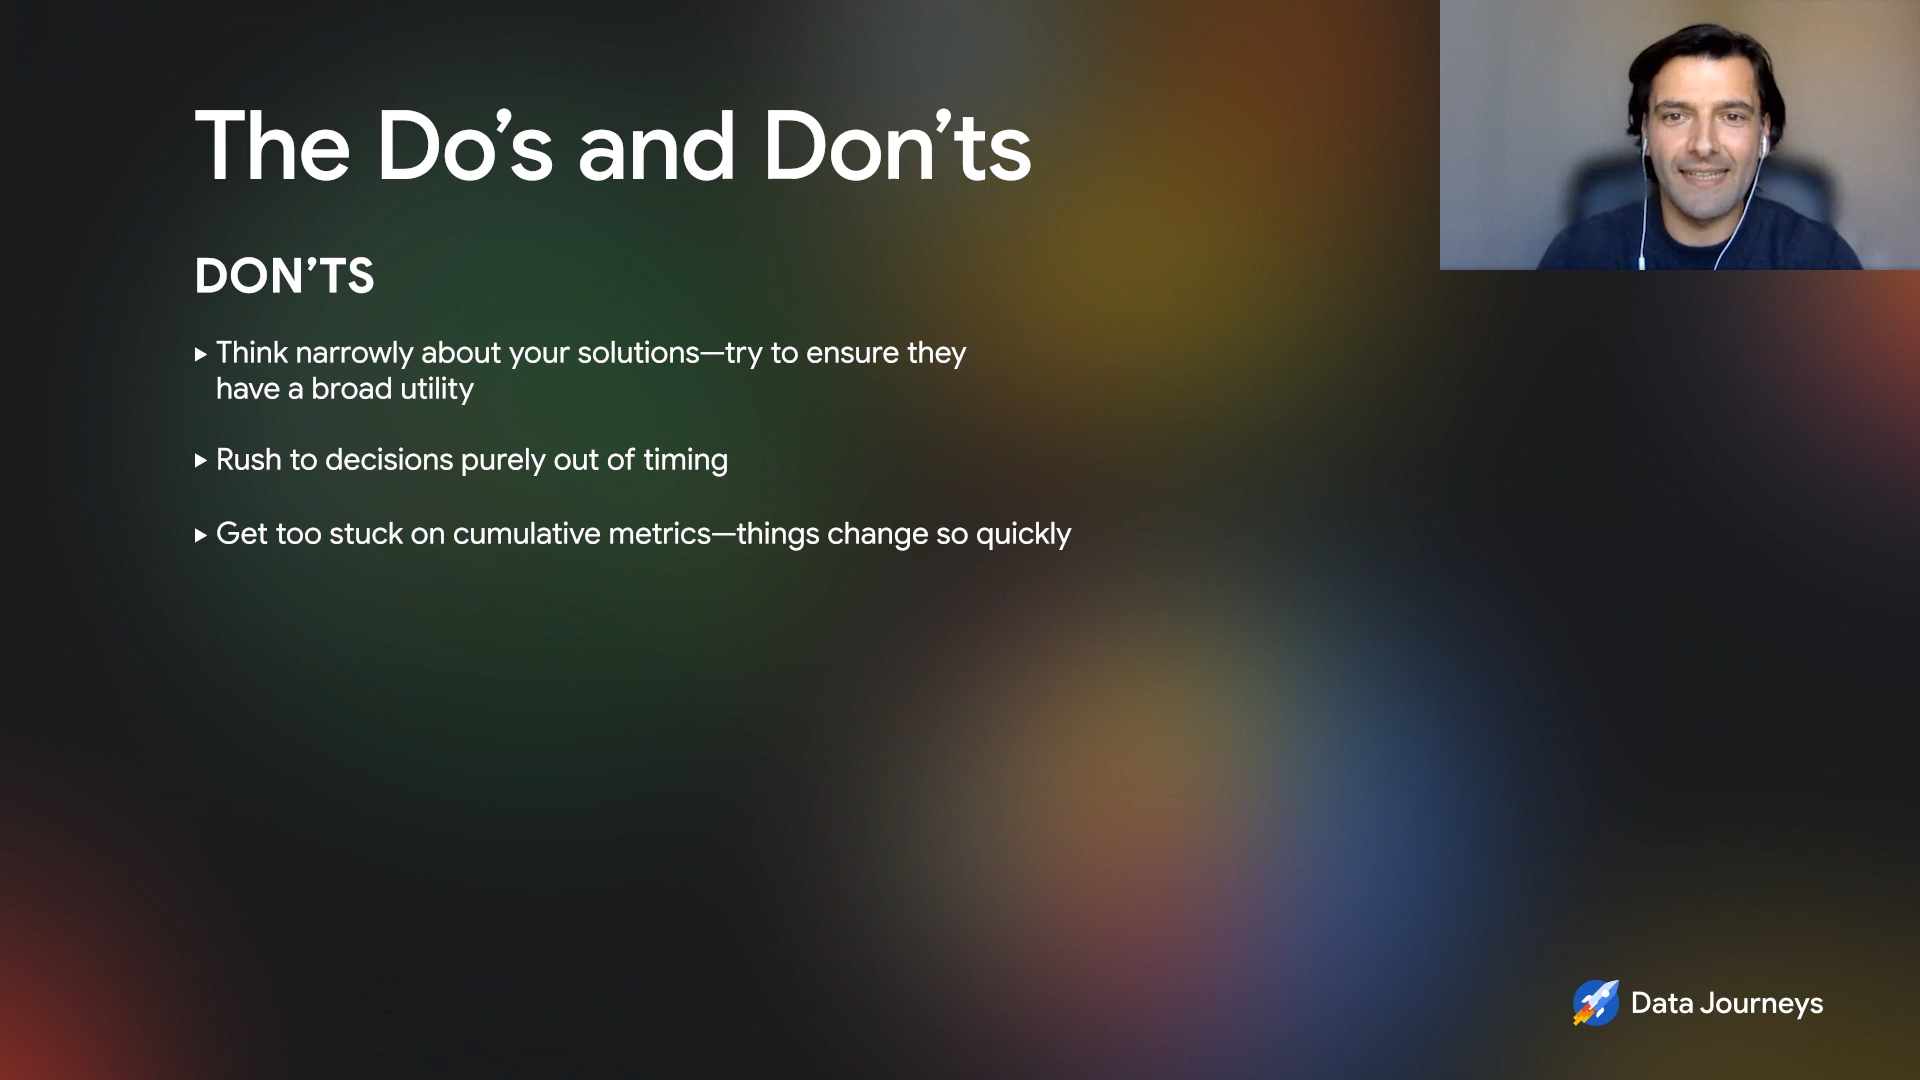 The Do’s and Don’ts
DON’TS
Think narrowly about your solutions—try to ensure they
have a broad utility
Rush to decisions purely out of timing
Get too stuck on cumulative metrics—things change so quickly
Data Journeys